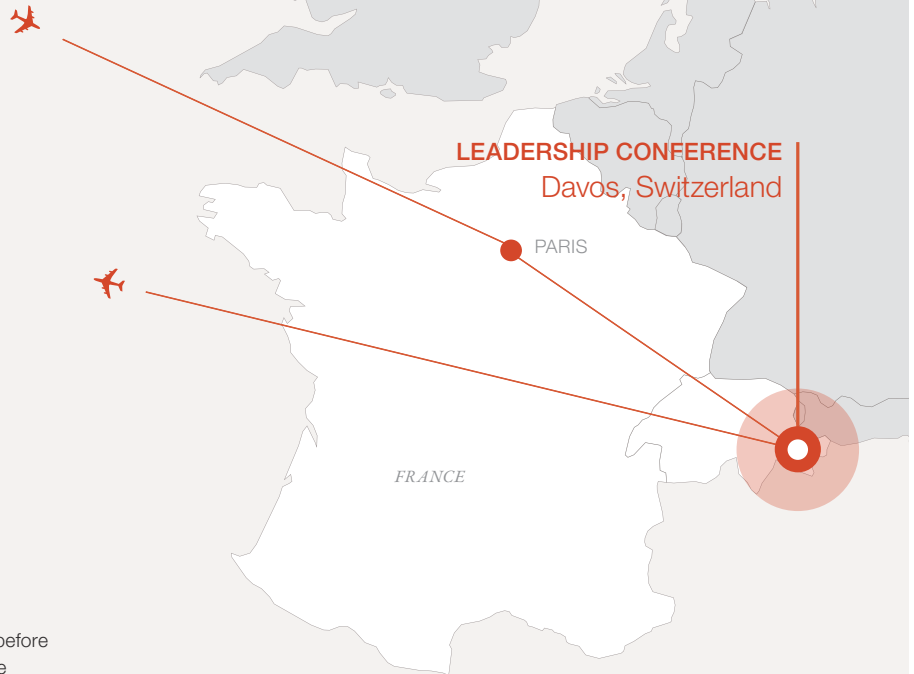 LEADERSHIP CONFERENCE
Davos, Switzerland
PARIS
FRANCE
before